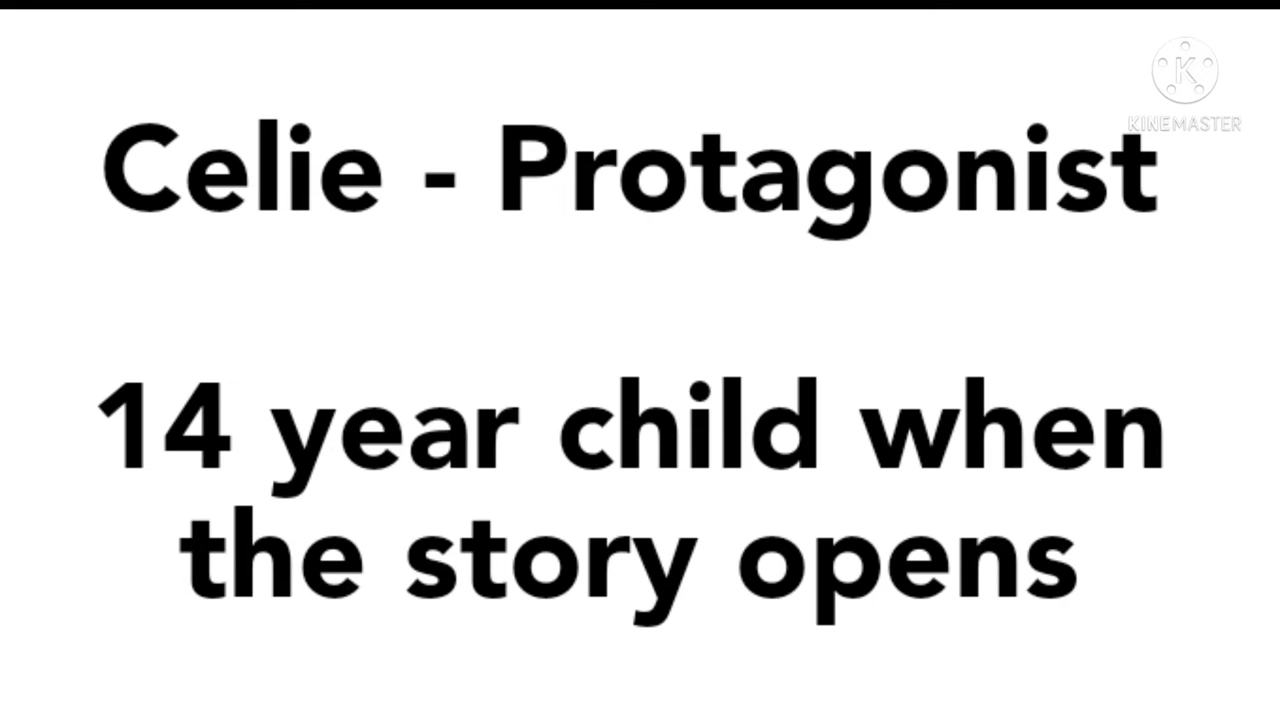 KINEMASTER
Celie - Protagonist
14 year child when
the story opens